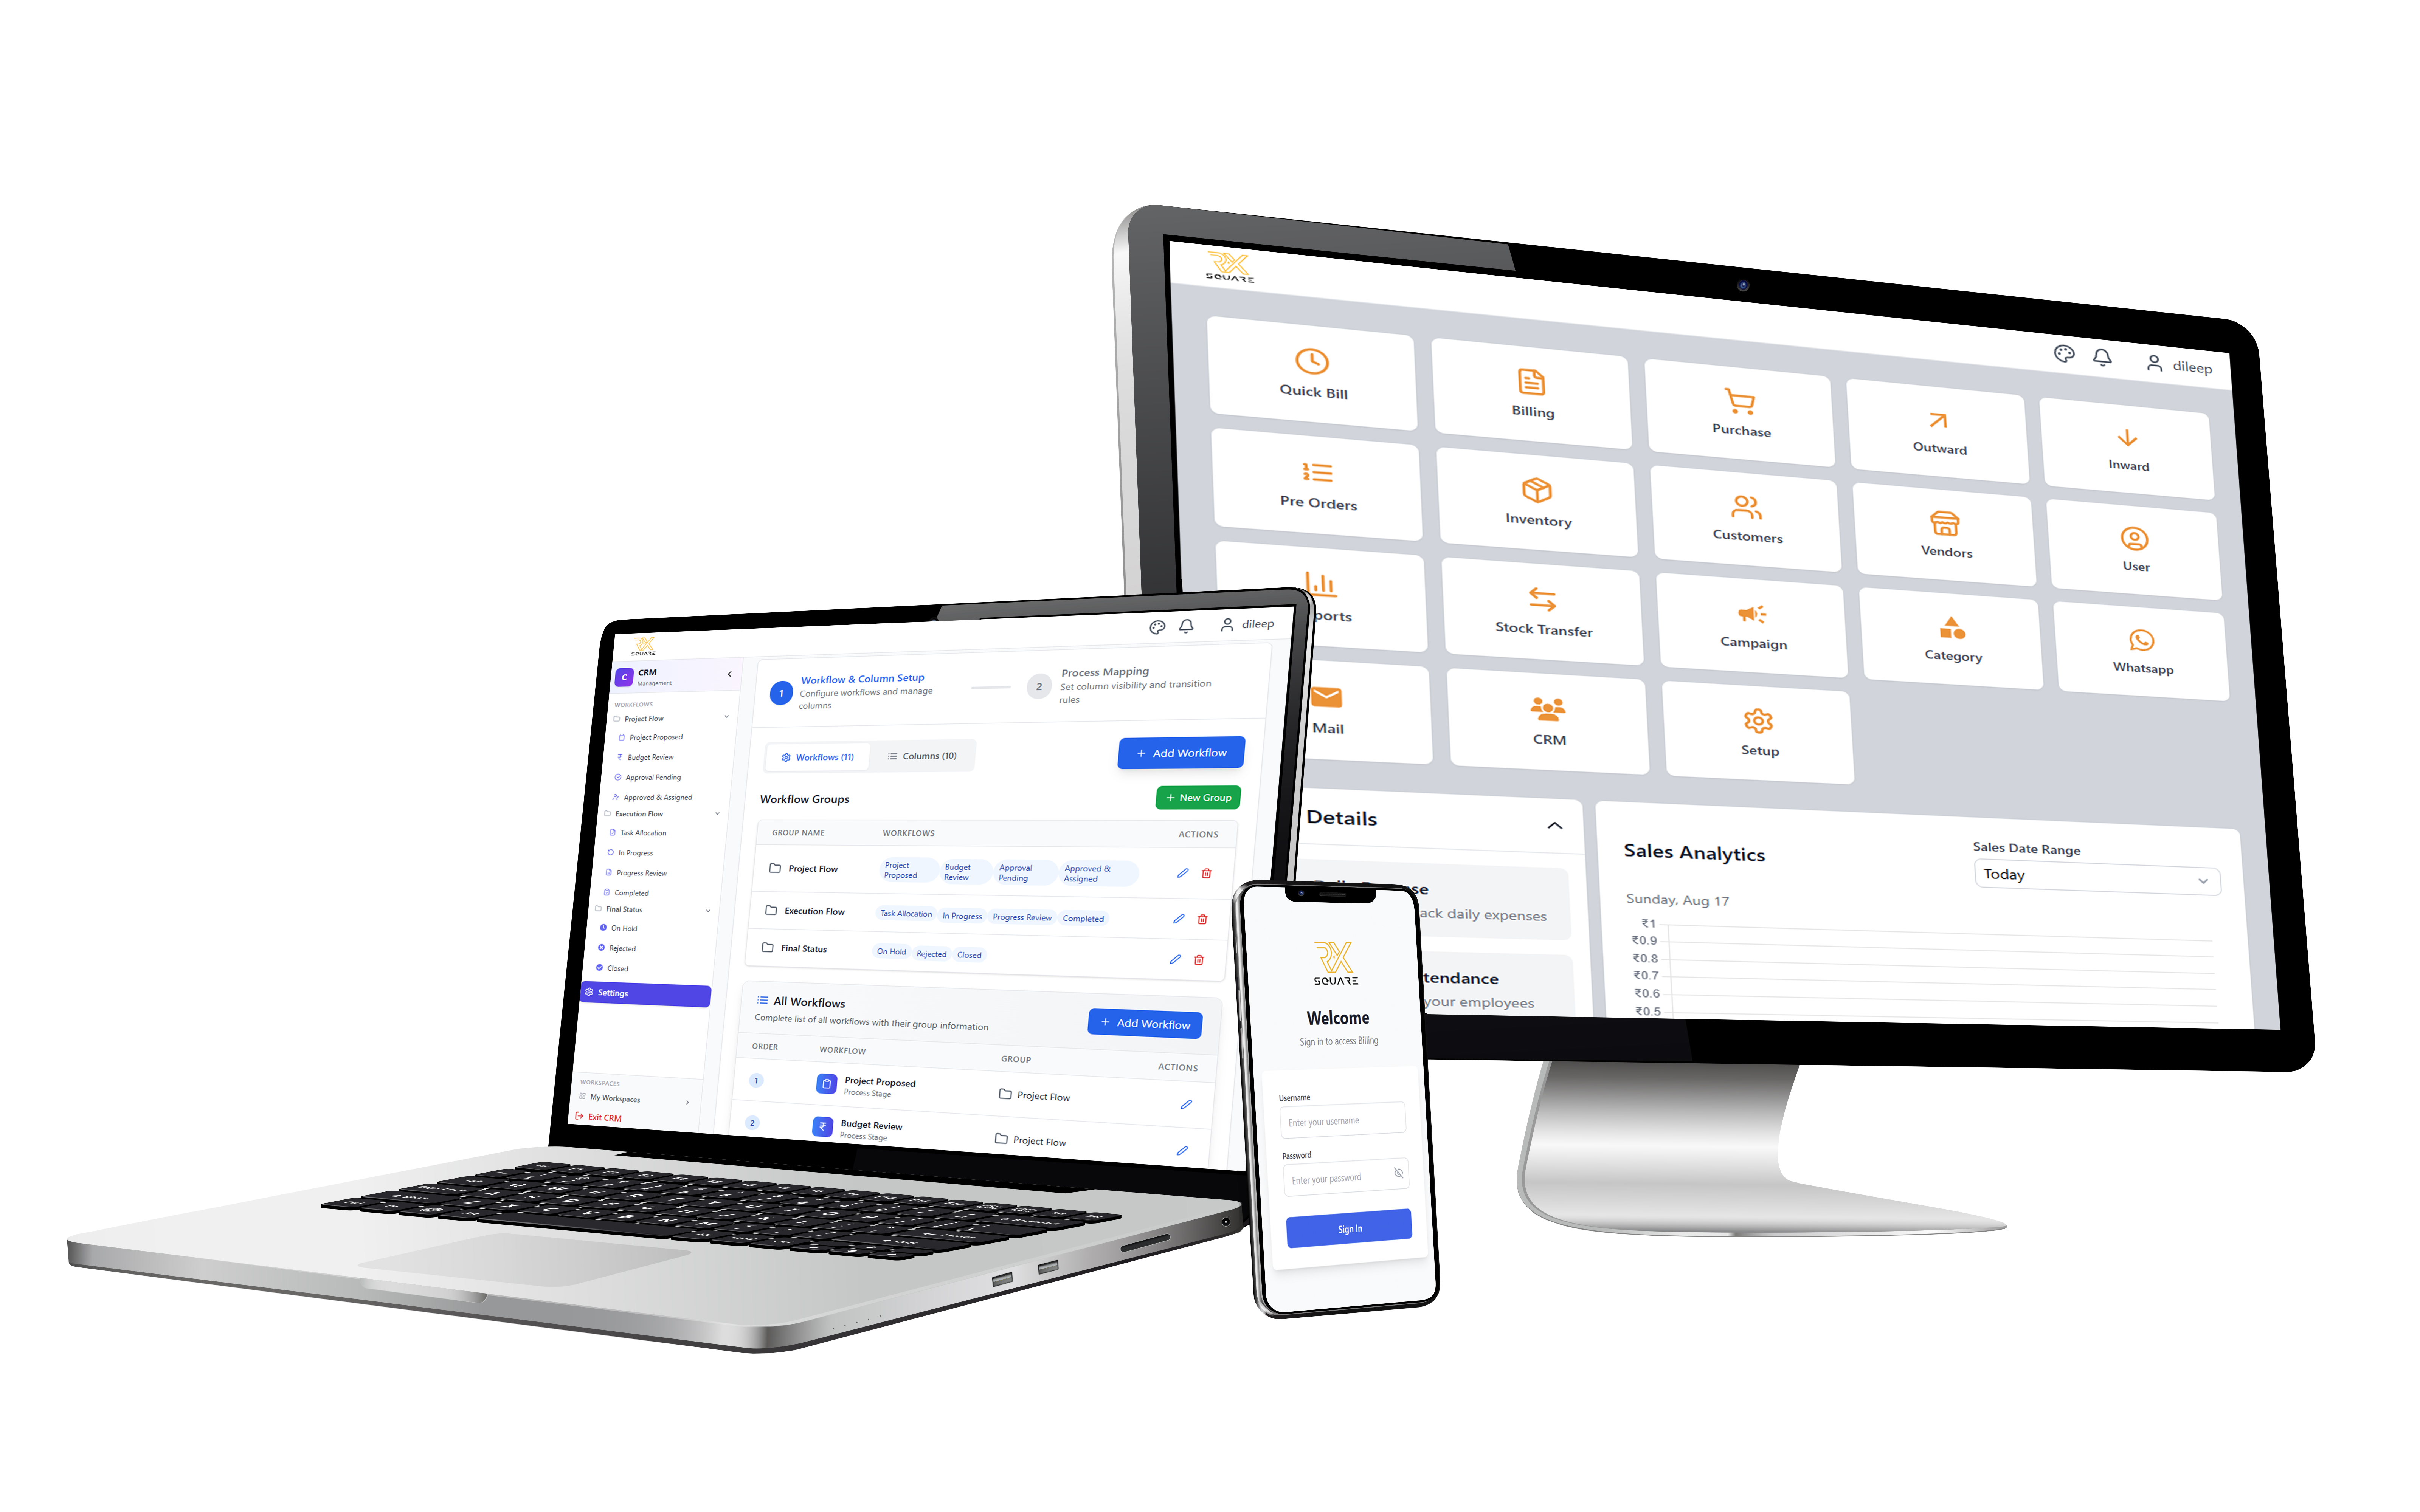 RX
SQUARE
dileep
Quick Bill
Billing
Purchase
Outward
Inward
Pre Orders
Inventory
Customers
Vendors
User
ports
Stock Transfer
Campaign
Category
Whatsapp
Mail
CRM
Setup
Details
se
ack daily expenses
tendance
your employees
Sales Analytics
Sales Date Range
Today
Sunday, Aug 17
₹1
₹0.9
₹0.8
₹0.7
₹0.6
₹0.5
RX
SQUARE
dileep
C
CRM
Management
WORKFLOWS
Project Flow
Project Proposed
Budget Review
Approval Pending
Approved & Assigned
Execution Flow
Task Allocation
In Progress
Progress Review
Completed
Final Status
On Hold
Rejected
Closed
Settings
WORKSPACES
My Workspaces
Exit CRM
1
Workflow & Column Setup
Configure workflows and manage
columns
2
Process Mapping
Set column visibility and transition
rules
Workflows (11)
Columns (10)
+ Add Workflow
Workflow Groups
+ New Group
GROUP NAME WORKFLOWS ACTIONS
Project Flow
Project
Proposed
Budget
Review
Approval
Pending
Approved &
Assigned
Execution Flow Task Allocation In Progress Progress Review Completed
Final Status On Hold Rejected Closed
All Workflows
Complete list of all workflows with their group information
+ Add Workflow
ORDER WORKFLOW GROUP ACTIONS
1
Project Proposed
Process Stage
Project Flow
2
₹
Budget Review
Process Stage
Project Flow
RX
SQUARE
Welcome
Sign in to access Billing
Username
Enter your username
Password
Enter your password
Sign In